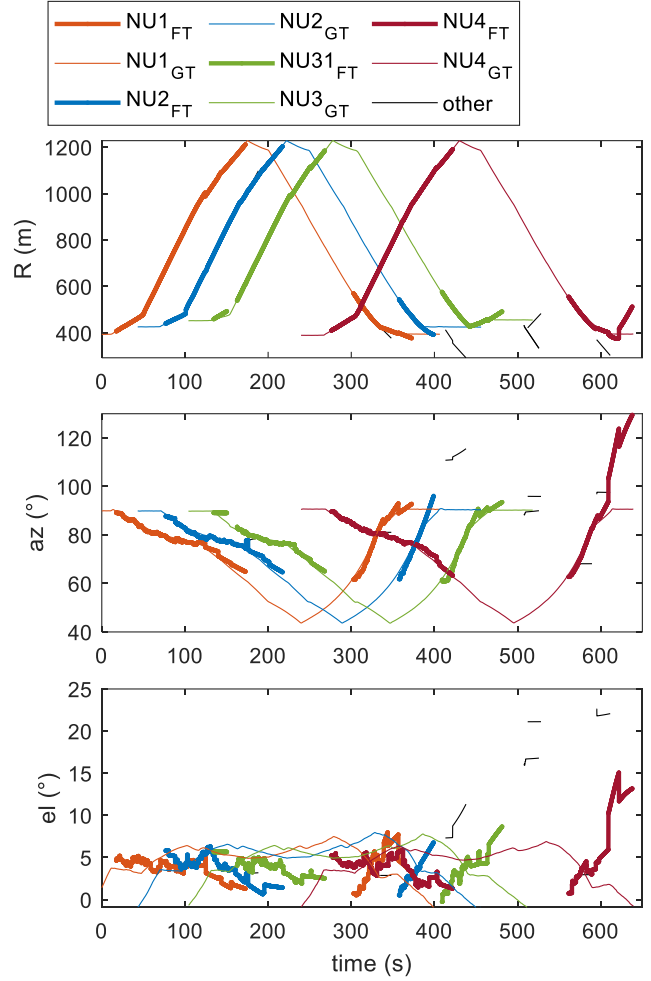 NU1FT NU2GT NU4FT
NU1GT NU31FT NU4GT
NU2FT NU3GT other
1200
1000
800
600
400
R (m)
0 100 200 300 400 500 600
120
100
80
60
40
az (°)
0 100 200 300 400 500 600
25
20
15
10
5
0
el (°)
0 100 200 300 400 500 600
time (s)